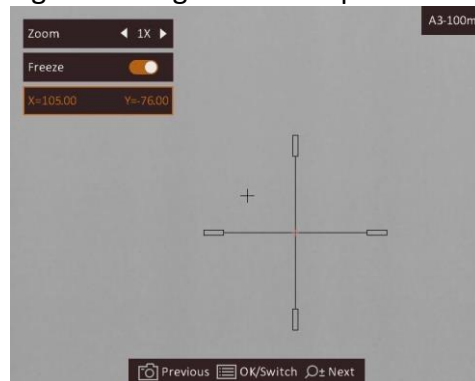 Zoom ◀ 1X ▶
A3-100m
Freeze
X=105.00 Y=-76.00
Previous OK/Switch ± Next